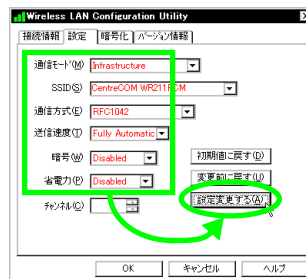 Wireless LAN Configuration Utility
接続情報 設定 暗号化 バージョン情報
通信モード(M) Infrastructure
SSID(S) CentreCOM WR211FCM
通信方式(E) RFC1042
送信速度(T) Fully Automatic
暗号(W) Disabled
初期値に戻す(D)
省電力(P) Disabled
変更前に戻す(U)
設定変更する(A)
チャンネル(C)
OK キャンセル ヘルプ